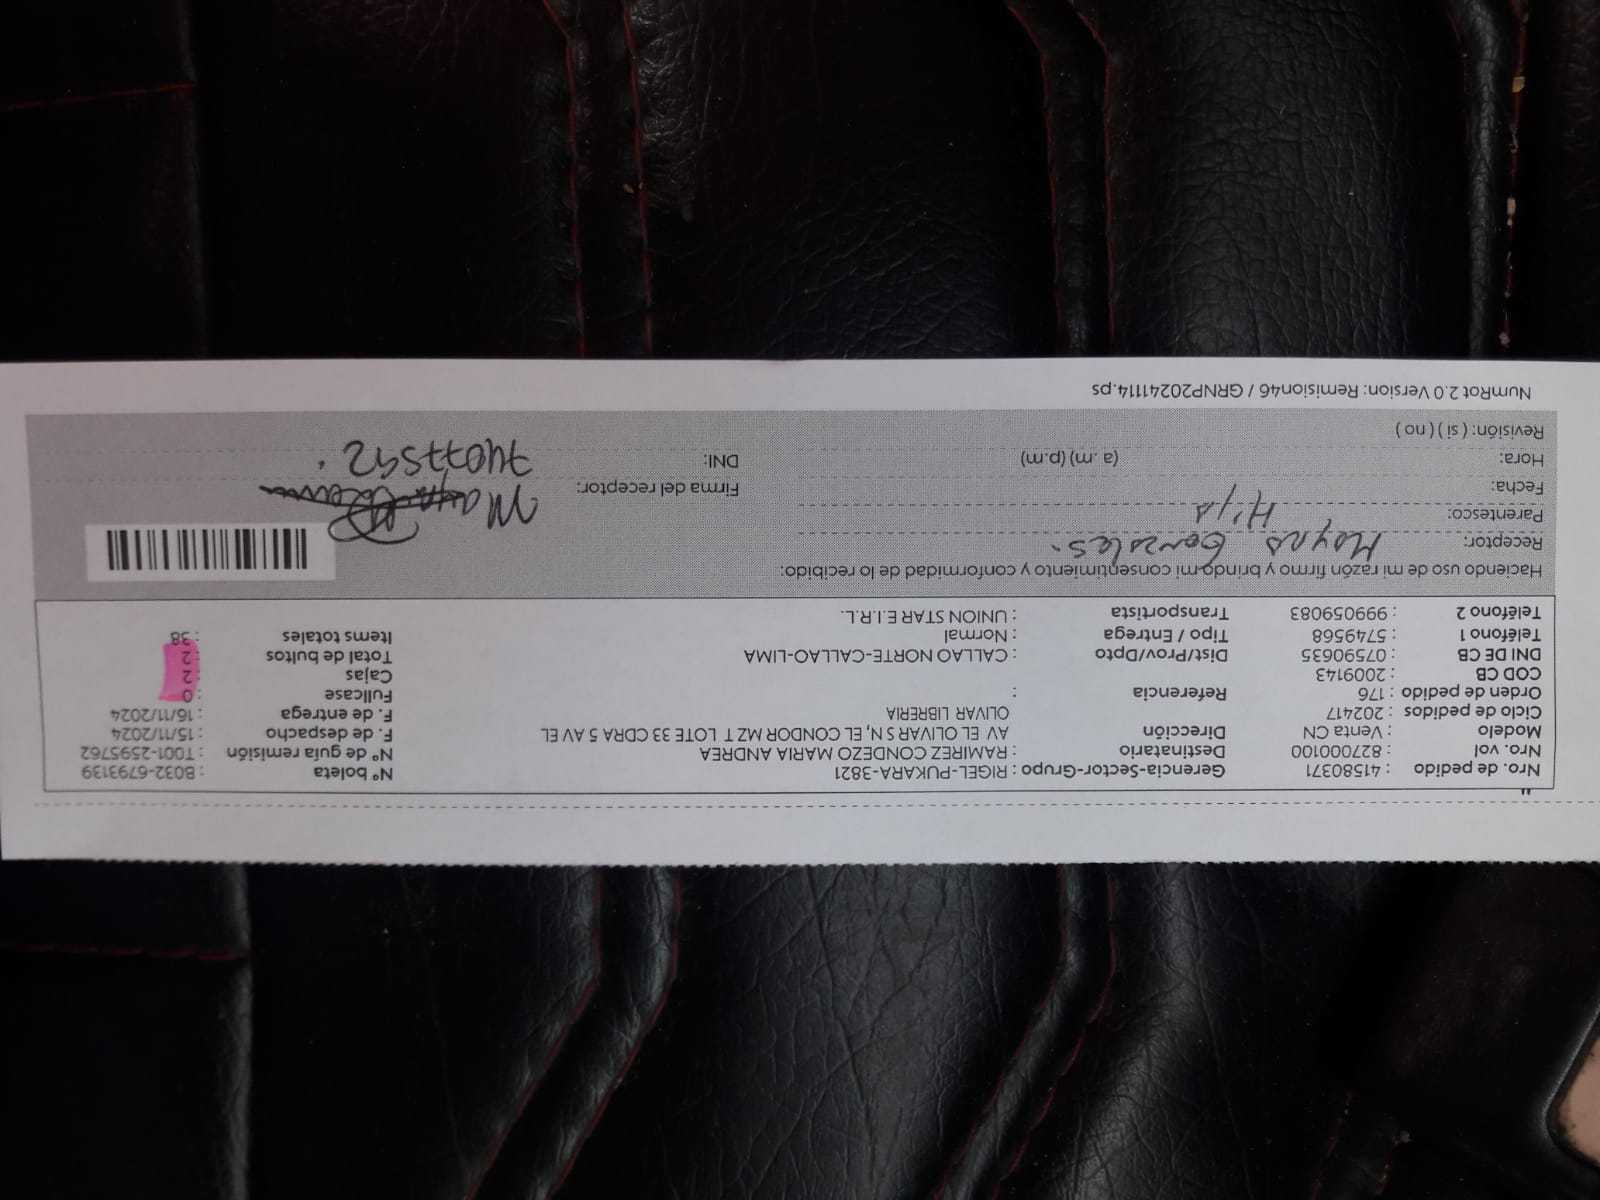 "
Nro. de pedido : 41580371 Gerencia-Sector-Grupo : RIGEL-PUKARA-3821 N° boleta : B032-6793139
Nro. vol : 827000100 Destinatario : RAMIREZ CONDEZO MARIA ANDREA N° de guía remisión : T001-2595762
Modelo : Venta CN Dirección AV EL OLIVAR S N, EL CONDOR MZ T LOTE 33 CDRA 5 AV EL F. de despacho : 15/11/2024
Ciclo de pedidos : 202417 OLIVAR LIBRERIA F. de entrega : 16/11/2024
Orden de pedido : 176 Referencia : Fullcase : 0
COD CB : 2009143 Cajas : 2
DNI DE CB : 07590635 Dist/Prov/Dpto : CALLAO NORTE-CALLAO-LIMA Total de bultos : 2
Teléfono 1 : 5749568 Tipo / Entrega : Normal Items totales : 38
Teléfono 2 : 999059083 Transportista : UNION STAR E.I.R.L.
Haciendo uso de mi razón firmo y brindo mi consentimiento y conformidad de lo recibido:
Receptor: Gonzales.
Parentesco: Hija
Fecha: Firma del receptor:
Hora: (a .m) (p.m) DNI: 74077592.
Revisión: ( si ) ( no )
NumRot 2.0 Version: Remision46 / GRNP20241114.ps